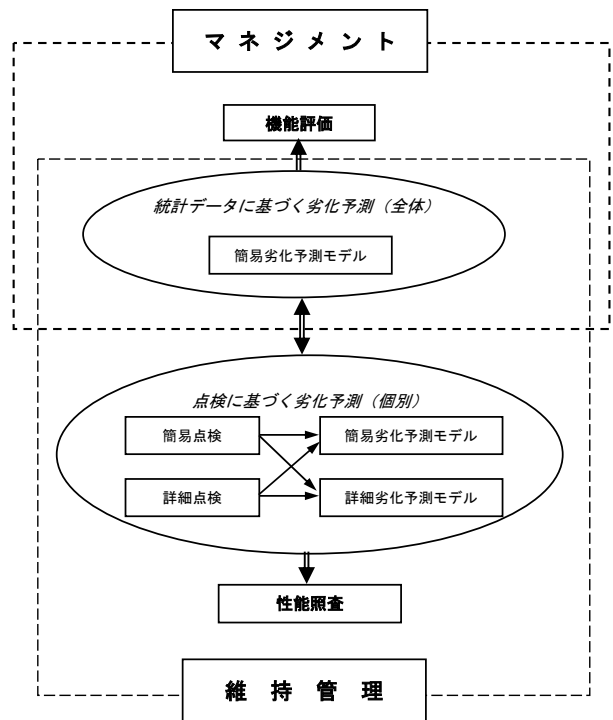 マネジメント
機能評価
統計データに基づく劣化予測（全体）
簡易劣化予測モデル
点検に基づく劣化予測（個別）
簡易点検
簡易劣化予測モデル
詳細点検
詳細劣化予測モデル
性能照査
維持管理